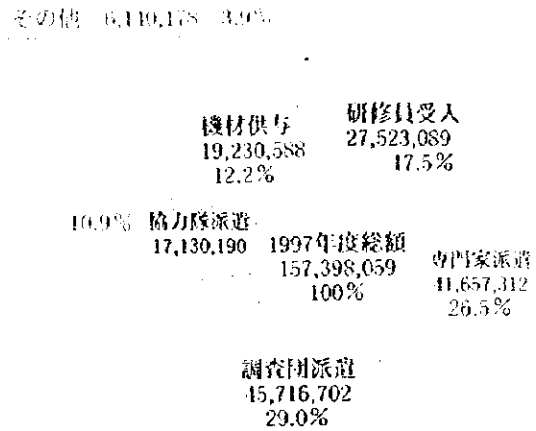 その他 6,140,178 3.9%
機材供与
19,230,588
12.2%
研修員受入
27,523,089
17.5%
10.9% 協力隊派遣
17,130,190
1997年度総額
157,398,059
100%
専門家派遣
41,657,312
26.5%
調査団派遣
45,716,702
29.0%